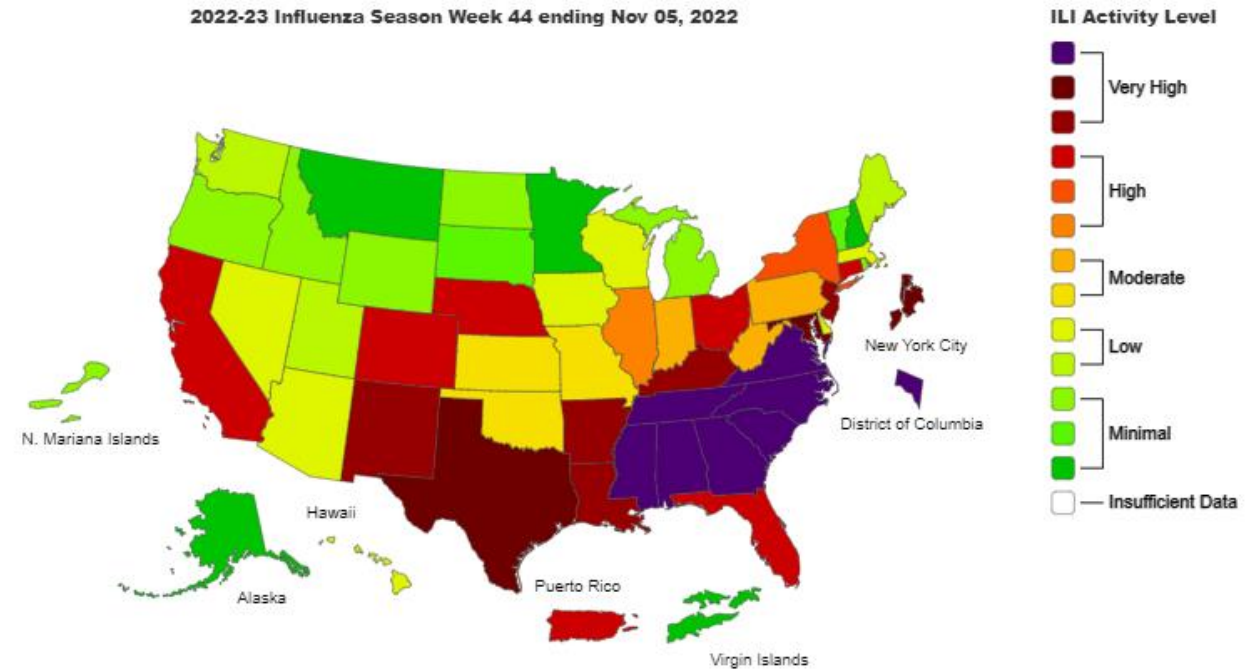 2022-23 Influenza Season Week 44 ending Nov 05, 2022
ILI Activity Level
Very High
High
Moderate
Low
Minimal
Insufficient Data
New York City
District of Columbia
N. Mariana Islands
Hawaii
Alaska
Puerto Rico
Virgin Islands